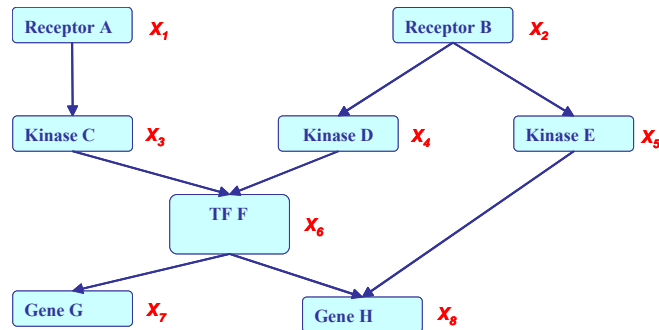 Receptor A
X1
Receptor B
X2
Kinase C
X3
Kinase D
X4
Kinase E
X5
TF F
X6
Gene G
X7
Gene H
X8